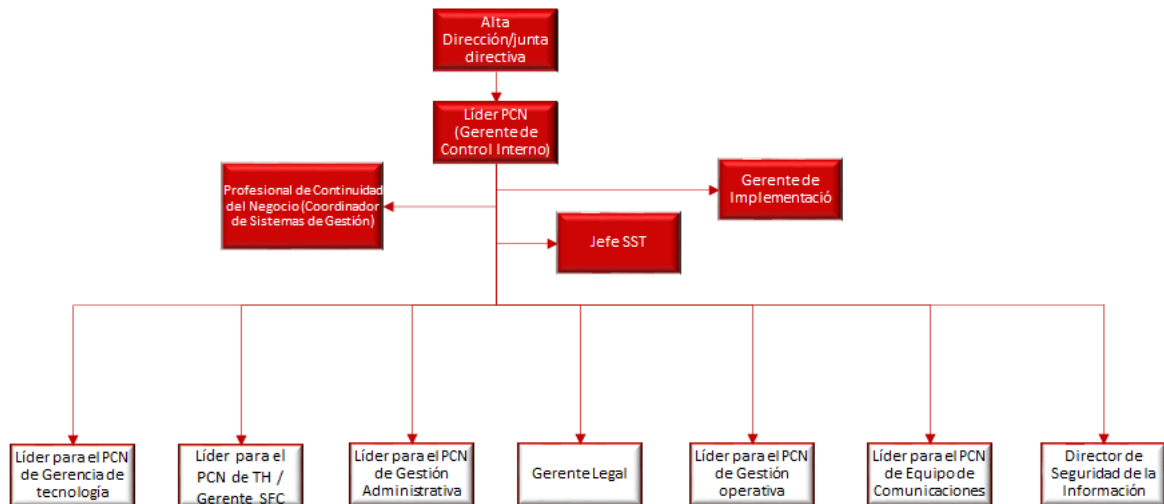 Alta
Dirección/junta
directiva
Líder PCN
(Gerente de
Control Interno)
Profesional de Continuidad
del Negocio (Coordinador
de Sistemas de Gestión)
Gerente de
Implementació
Jefe SST
Líder para el PCN
de Gerencia de
tecnología
Líder para el
PCN de TH /
Gerente SFC
Líder para el PCN
de Gestión
Administrativa
Gerente Legal
Líder para el PCN
de Gestión
operativa
Líder para el PCN
de Equipo de
Comunicaciones
Director de
Seguridad de la
Información